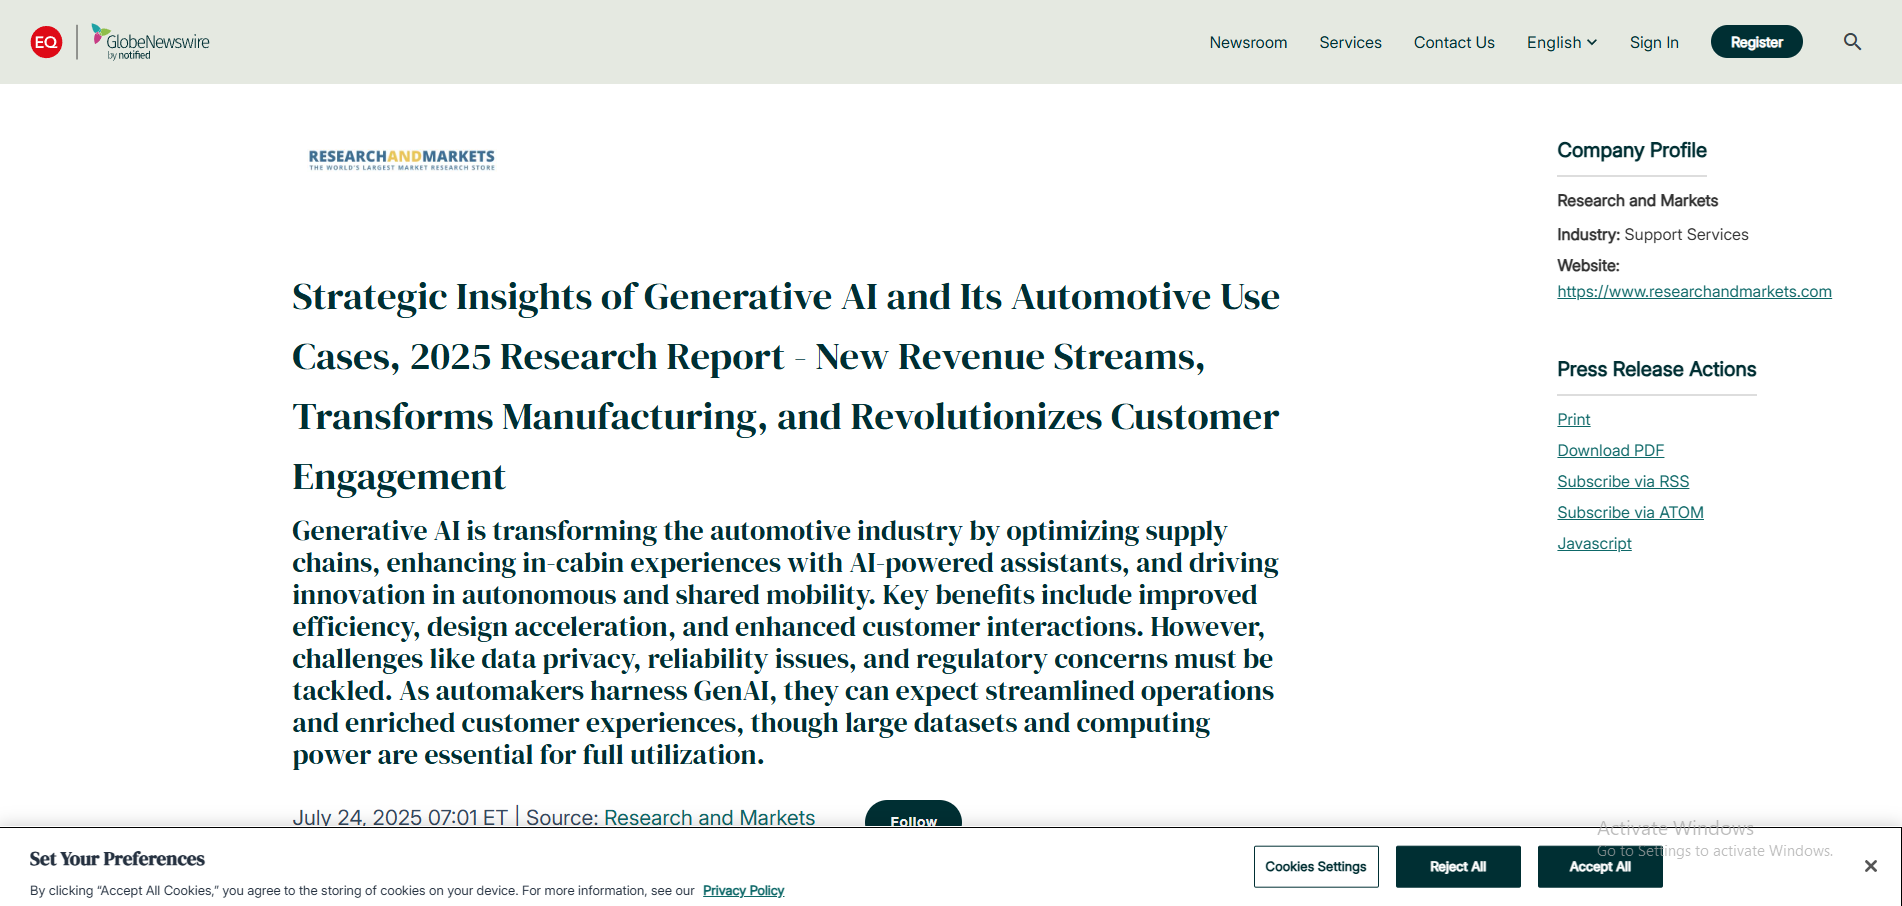 EQ
GlobeNewswire
by notified
Newsroom
Services
Contact Us
English
Sign In
Register
RESEARCHANDMARKETS
THE WORLD'S LARGEST MARKET RESEARCH STORE
Strategic Insights of Generative AI and Its Automotive Use
Cases, 2025 Research Report - New Revenue Streams,
Transforms Manufacturing, and Revolutionizes Customer
Engagement
Generative AI is transforming the automotive industry by optimizing supply
chains, enhancing in-cabin experiences with AI-powered assistants, and driving
innovation in autonomous and shared mobility. Key benefits include improved
efficiency, design acceleration, and enhanced customer interactions. However,
challenges like data privacy, reliability issues, and regulatory concerns must be
tackled. As automakers harness GenAI, they can expect streamlined operations
and enriched customer experiences, though large datasets and computing
power are essential for full utilization.
July 24, 2025 07:01 ET | Source: Research and Markets
Follow
Company Profile
Research and Markets
Industry: Support Services
Website:
https://www.researchandmarkets.com
Press Release Actions
Print
Download PDF
Subscribe via RSS
Subscribe via ATOM
Javascript
Set Your Preferences
By clicking “Accept All Cookies,” you agree to the storing of cookies on your device. For more information, see our Privacy Policy
Cookies Settings
Reject All
Accept All
Activate Windows
Go to Settings to activate Windows.